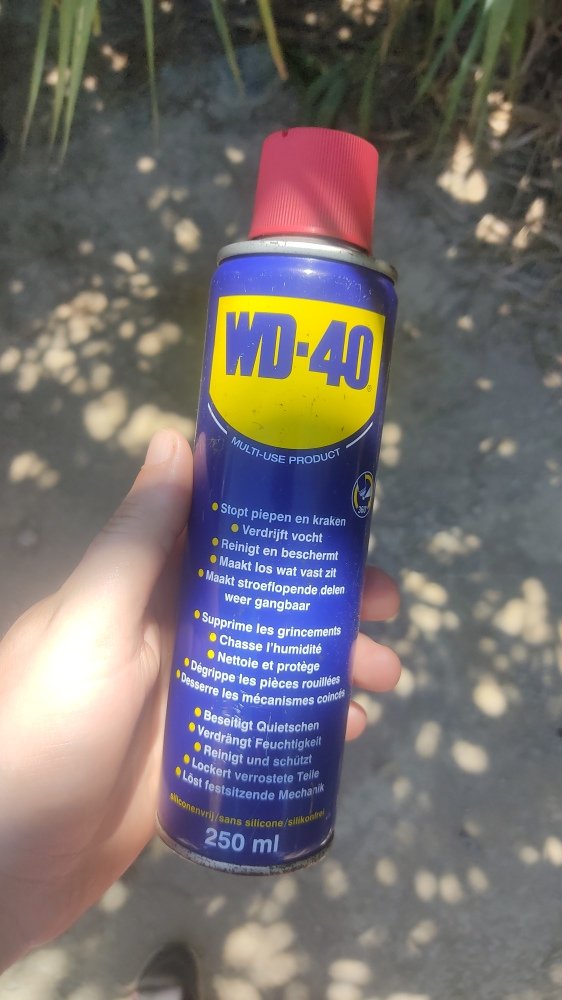 WD-40®
MULTI-USE PRODUCT
360°
• Stopt piepen en kraken
• Verdrijft vocht
• Reinigt en beschermt
• Maakt los wat vast zit
• Maakt stroeflopende delen
weer gangbaar
• Supprime les grincements
• Chasse l'humidité
• Nettoie et protège
• Dégrippe les pièces rouillées
• Desserre les mécanismes coincés
• Beseitigt Quietschen
• Verdrängt Feuchtigkeit
• Reinigt und schützt
• Lockert verrostete Teile
• Löst festsitzende Mechanik
siliconenvrij/sans silicone/silikonfrei
250 ml